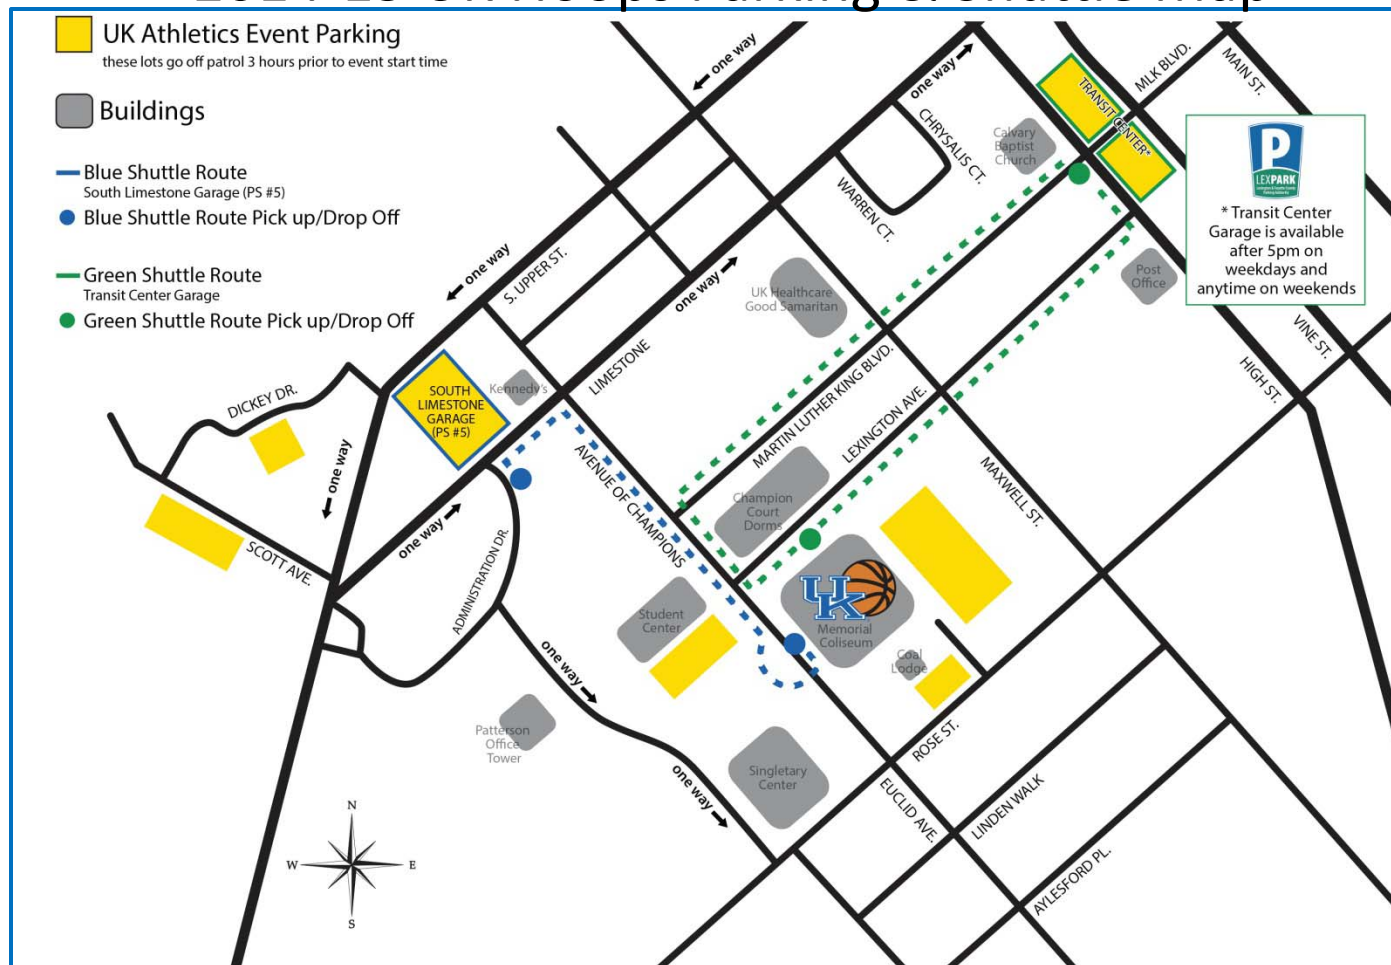 UK Athletics Event Parking
these lots go off patrol 3 hours prior to event start time
Buildings
Blue Shuttle Route
South Limestone Garage (PS #5)
Blue Shuttle Route Pick up/Drop Off
Green Shuttle Route
Transit Center Garage
Green Shuttle Route Pick up/Drop Off
one way
one way
MLK BLVD.
MAIN ST.
TRANSIT CENTER*
CHRYSALIS CT.
Calvary
Baptist
Church
WARREN CT.
P
LEXPARK
* Transit Center
Garage is available
after 5pm on
weekdays and
anytime on weekends
one way
S. UPPER ST.
one way
UK Healthcare
Good Samaritan
Post
Office
VINE ST.
HIGH ST.
LIMESTONE
Kennedy's
SOUTH
LIMESTONE
GARAGE
(PS #5)
DICKEY DR.
one way
MARTIN LUTHER KING BLVD.
LEXINGTON AVE.
MAXWELL ST.
AVENUE OF CHAMPIONS
Champion
Court
Dorms
one way
SCOTT AVE.
ADMINISTRATION DR.
Student
Center
UK
Memorial
Coliseum
Coal
Lodge
one way
ROSE ST.
Patterson
Office
Tower
one way
Singletary
Center
EUCLID AVE.
LINDEN WALK
AYLESFORD PL.
N
W
E
S